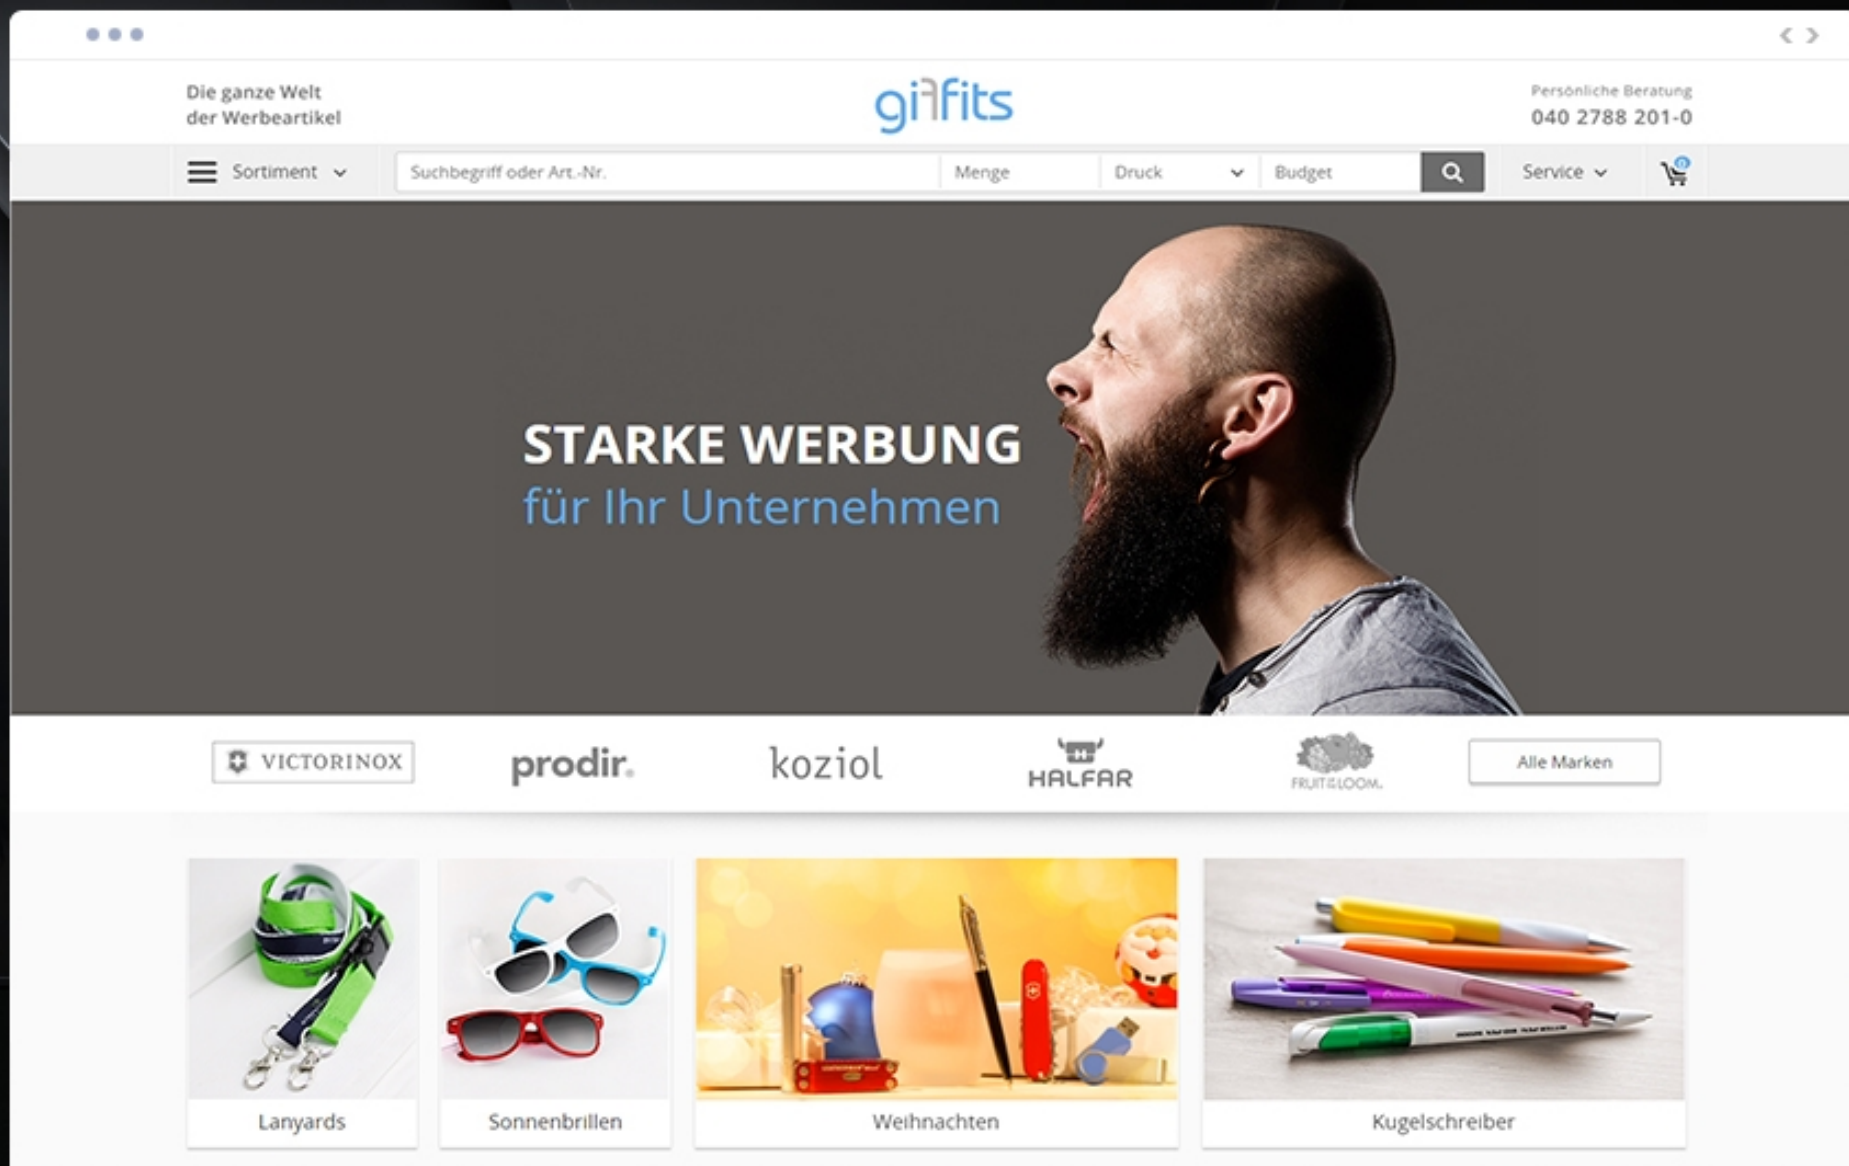 Die ganze Welt
der Werbeartikel
giffits
Persönliche Beratung
040 2788 201-0
Sortiment
Suchbegriff oder Art.-Nr.
Menge
Druck
Budget
Service
0
STARKE WERBUNG
für Ihr Unternehmen
VICTORINOX
prodir
koziol
HALFAR
FRUIT OF THE LOOM
Alle Marken
Lanyards
Sonnenbrillen
Weihnachten
Kugelschreiber